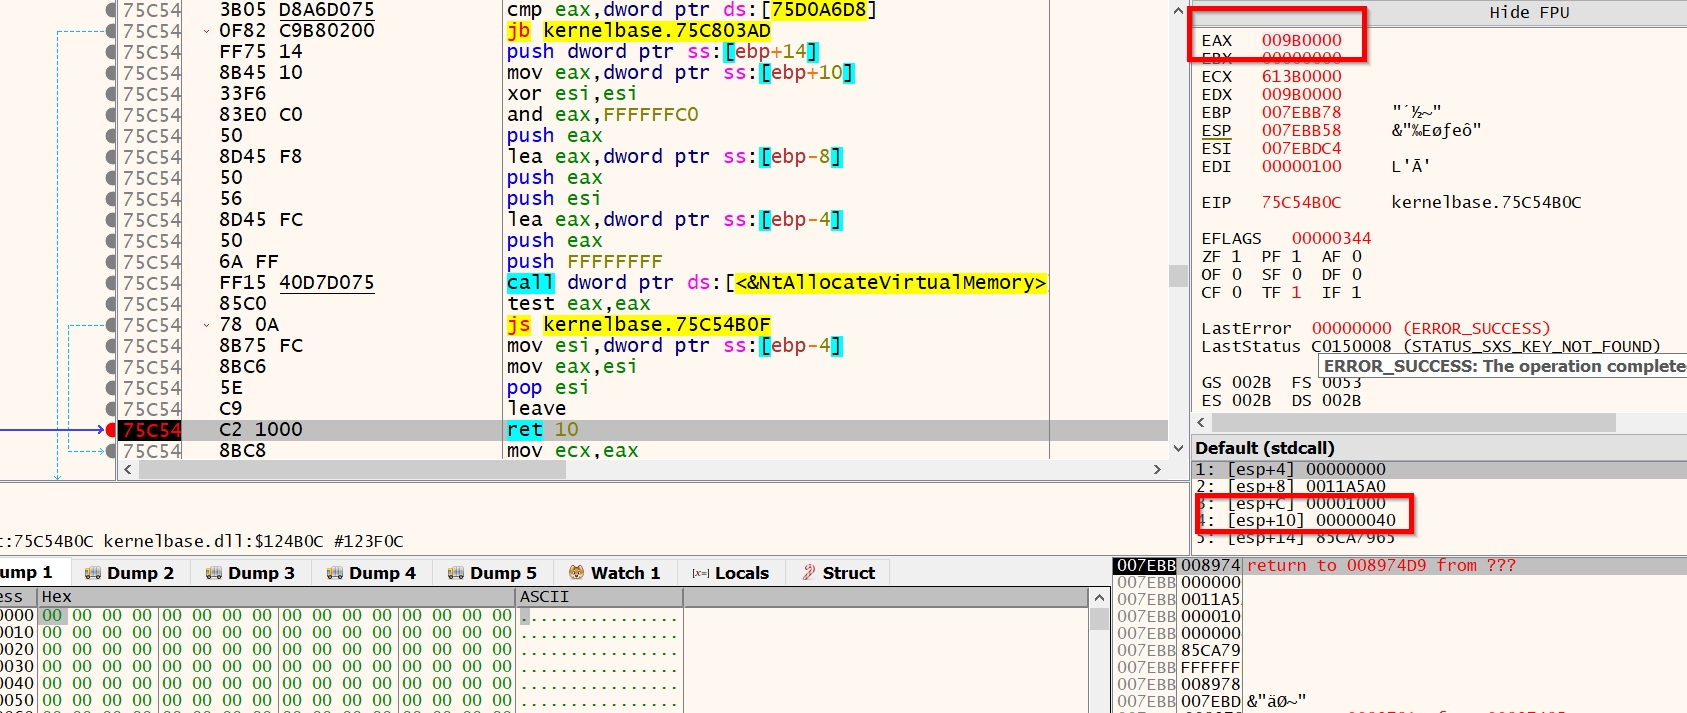 75C54 3B05 D8A6D075 cmp eax,dword ptr ds:[75D0A6D8]
75C54 0F82 C9B80200 jb kernelbase.75C803AD
75C54 FF75 14 push dword ptr ss:[ebp+14]
75C54 8B45 10 mov eax,dword ptr ss:[ebp+10]
75C54 33F6 xor esi,esi
75C54 83E0 C0 and eax,FFFFFFC0
75C54 50 push eax
75C54 8D45 F8 lea eax,dword ptr ss:[ebp-8]
75C54 50 push eax
75C54 56 push esi
75C54 8D45 FC lea eax,dword ptr ss:[ebp-4]
75C54 50 push eax
75C54 6A FF push FFFFFFFF
75C54 FF15 40D7D075 call dword ptr ds:[<&NtAllocateVirtualMemory>
75C54 85C0 test eax,eax
75C54 78 0A js kernelbase.75C54B0F
75C54 8B75 FC mov esi,dword ptr ss:[ebp-4]
75C54 8BC6 mov eax,esi
75C54 5E pop esi
75C54 C9 leave
75C54 C2 1000 ret 10
75C54 8BC8 mov ecx,eax
Hide FPU
EAX 009B0000
EBX 00000000
ECX 613B0000
EDX 009B0000
EBP 007EBB78 "´½~"
ESP 007EBB58 &"‰Eøƒeô"
ESI 007EBDC4
EDI 00000100 L'Ā'
EIP 75C54B0C kernelbase.75C54B0C
EFLAGS 00000344
ZF 1 PF 1 AF 0
OF 0 SF 0 DF 0
CF 0 TF 1 IF 1
LastError 00000000 (ERROR_SUCCESS)
LastStatus C0150008 (STATUS_SXS_KEY_NOT_FOUND)
ERROR_SUCCESS: The operation complete
GS 002B FS 0053
ES 002B DS 002B
Default (stdcall)
1: [esp+4] 00000000
2: [esp+8] 0011A5A0
3: [esp+C] 00001000
4: [esp+10] 00000040
5: [esp+14] 85CA7965
t:75C54B0C kernelbase.dll:$124B0C #123F0C
ump 1 Dump 2 Dump 3 Dump 4 Dump 5 Watch 1 [x=] Locals Struct
ess Hex ASCII
0000 00 00 00 00 00 00 00 00 00 00 00 00 00 00 00 00 ................
0010 00 00 00 00 00 00 00 00 00 00 00 00 00 00 00 00 ................
0020 00 00 00 00 00 00 00 00 00 00 00 00 00 00 00 00 ................
0030 00 00 00 00 00 00 00 00 00 00 00 00 00 00 00 00 ................
0040 00 00 00 00 00 00 00 00 00 00 00 00 00 00 00 00 ................
0050 00 00 00 00 00 00 00 00 00 00 00 00 00 00 00 00 ................
007EBB 008974 return to 008974D9 from ???
007EBB 000000
007EBB 0011A5
007EBB 000010
007EBB 000000
007EBB 85CA79
007EBB FFFFFF
007EBB 008978
007EBB 007EBD &"äØ~"